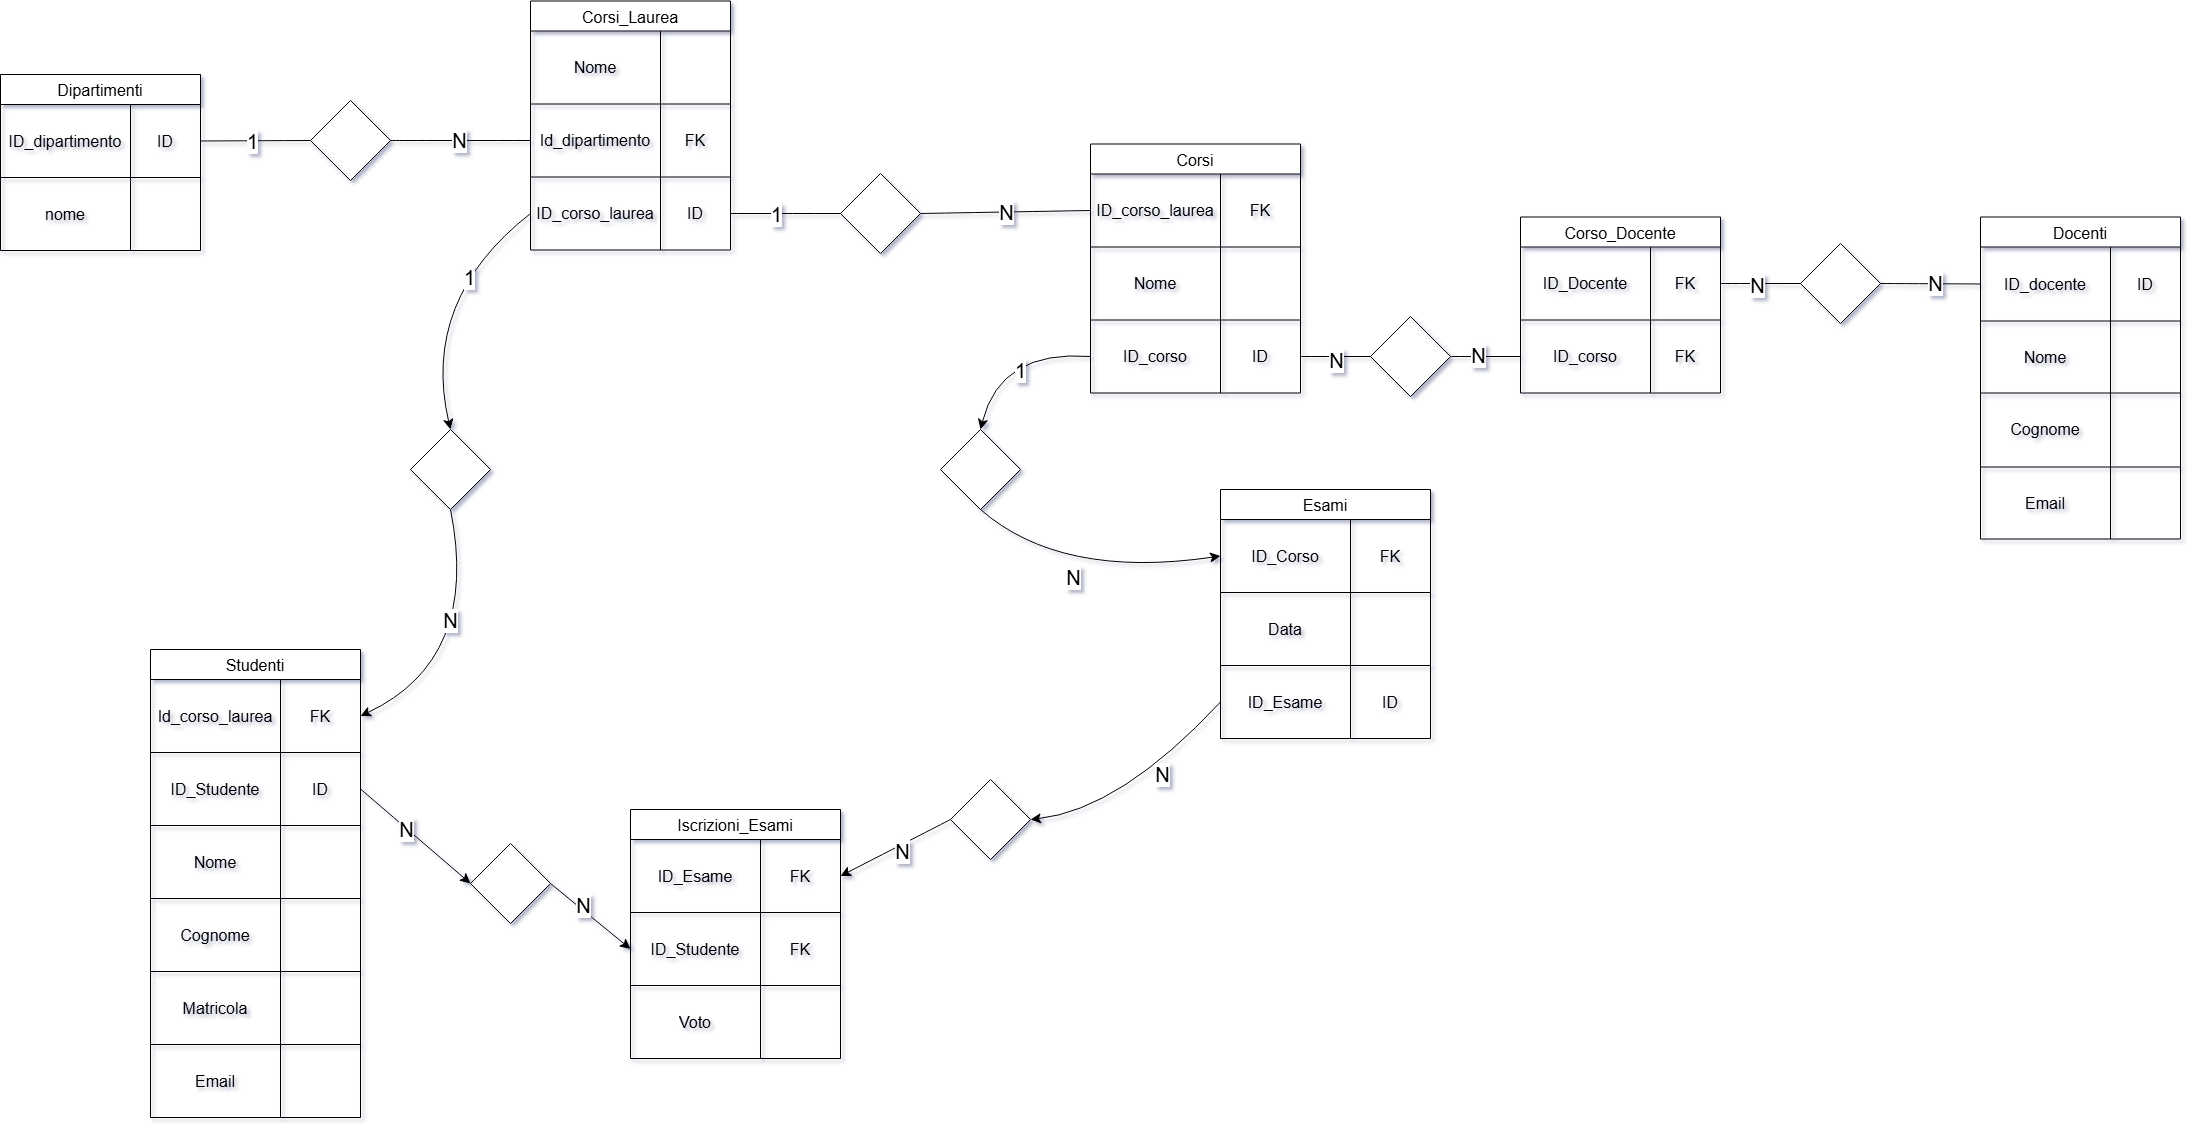 Corsi_Laurea
Nome
Id_dipartimento FK
ID_corso_laurea ID
Dipartimenti
ID_dipartimento ID
nome
1
N
1
N
1
N
Corsi
ID_corso_laurea FK
Nome
ID_corso ID
N
N
Corso_Docente
ID_Docente FK
ID_corso FK
N
N
Docenti
ID_docente ID
Nome
Cognome
Email
1
N
Esami
ID_Corso FK
Data
ID_Esame ID
Studenti
Id_corso_laurea FK
ID_Studente ID
Nome
Cognome
Matricola
Email
N
N
Iscrizioni_Esami
ID_Esame FK
ID_Studente FK
Voto
N
N